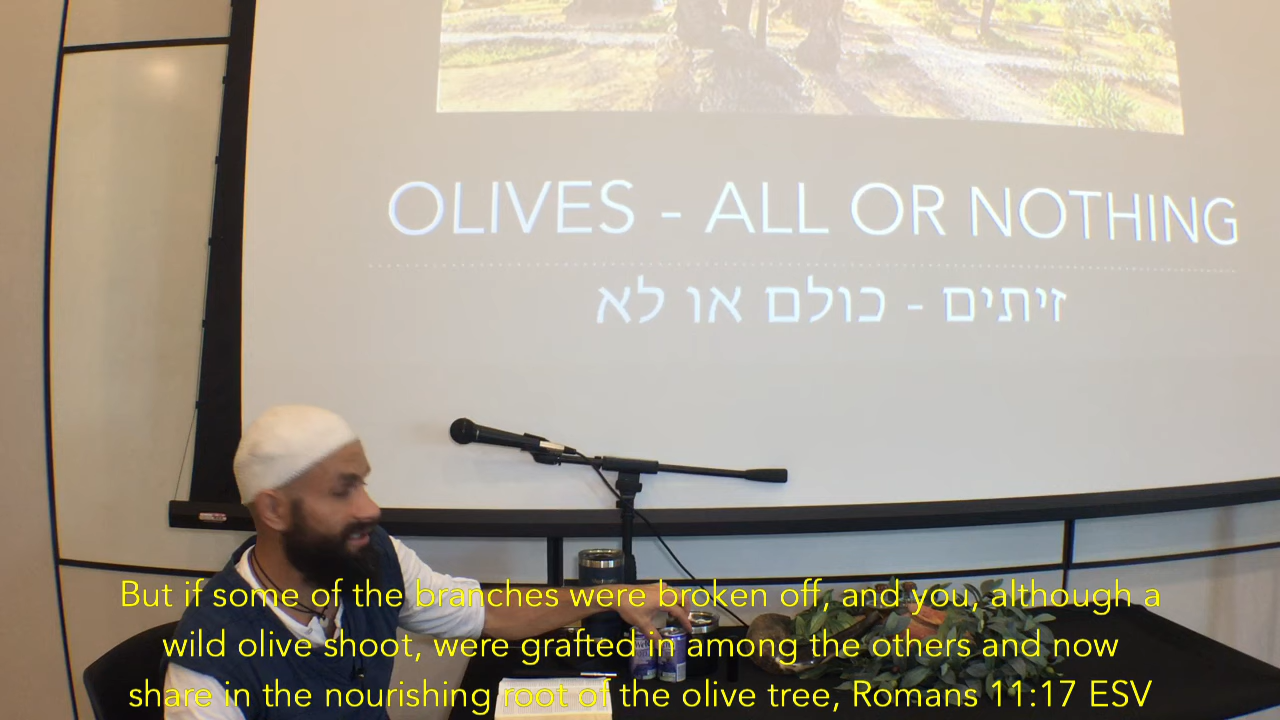 OLIVES - ALL OR NOTHING
זיתים - כולם או לא
But if some of the branches were broken off, and you, although a
wild olive shoot, were grafted in among the others and now
share in the nourishing root of the olive tree, Romans 11:17 ESV